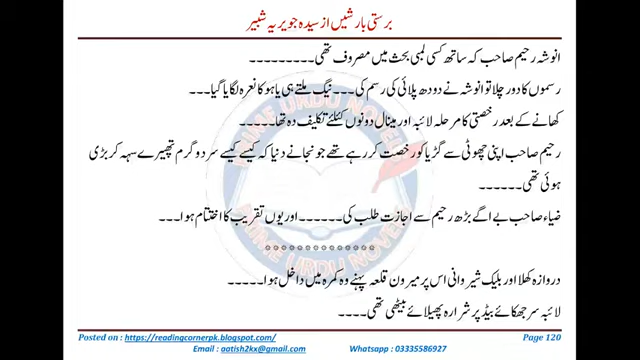 برستی بارشیں از سیدہ جویریہ شبیر
انوشہ رحیم صاحب کہ ساتھ کسی لمبی بحث میں مصروف تھی۔۔۔۔۔۔۔۔۔
رسموں کا دور چلا تو انوشہ نے دودھ پلائی کی رسم کی ۔۔۔ نیگ ملتے ہی یاہو کا نعرہ لگایا گیا۔۔۔
کھانے کے بعد رخصتی کا مرحلہ لائبہ اور مینال دونوں کیلئے تکلیف دہ تھا۔۔۔۔۔
رحیم صاحب اپنی چھوٹی سے گڑیا کو رخصت کر رہے تھے جو نجانے دنیا کہ کیسے کیسے سرد و گرم تھپیرے سہہ کر بڑی
ہوئی تھی۔۔۔۔۔۔
ضیاء صاحب بے اگے بڑھ رحیم سے اجازت طلب کی۔۔۔۔۔۔ اور یوں تقریب کا اختتام ہوا۔۔۔
دروازہ کھلا اور بلیک شیروانی اس پر میرون قلعہ پہنے وہ کمرہ میں داخل ہوا۔۔۔۔۔
لائبہ سر جھکائے بیڈ پر شرارہ پھیلائے بیٹھی تھی۔۔۔۔
Posted on : https://readingcornerpk.blogspot.com/ Page 120
Email : aatish2kx@gmail.com Whatsapp : 03335586927